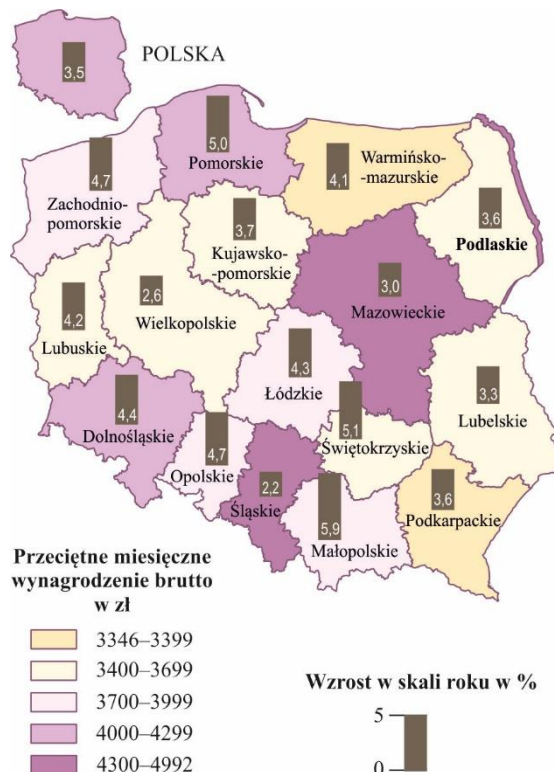 POLSKA
3,5
5,0
Pomorskie
4,7
Zachodnio-
pomorskie
4,1
Warmińsko-
mazurskie
3,6
Podlaskie
3,7
Kujawsko-
-pomorskie
2,6
Wielkopolskie
4,2
Lubuskie
3,0
Mazowieckie
4,3
Łódzkie
4,4
Dolnośląskie
4,7
Opolskie
2,2
Śląskie
5,1
Świętokrzyskie
3,3
Lubelskie
5,9
Małopolskie
3,6
Podkarpackie
Przeciętne miesięczne
wynagrodzenie brutto
w zł
3346–3399
3400–3699
3700–3999
4000–4299
4300–4992
Wzrost w skali roku w %
5
0